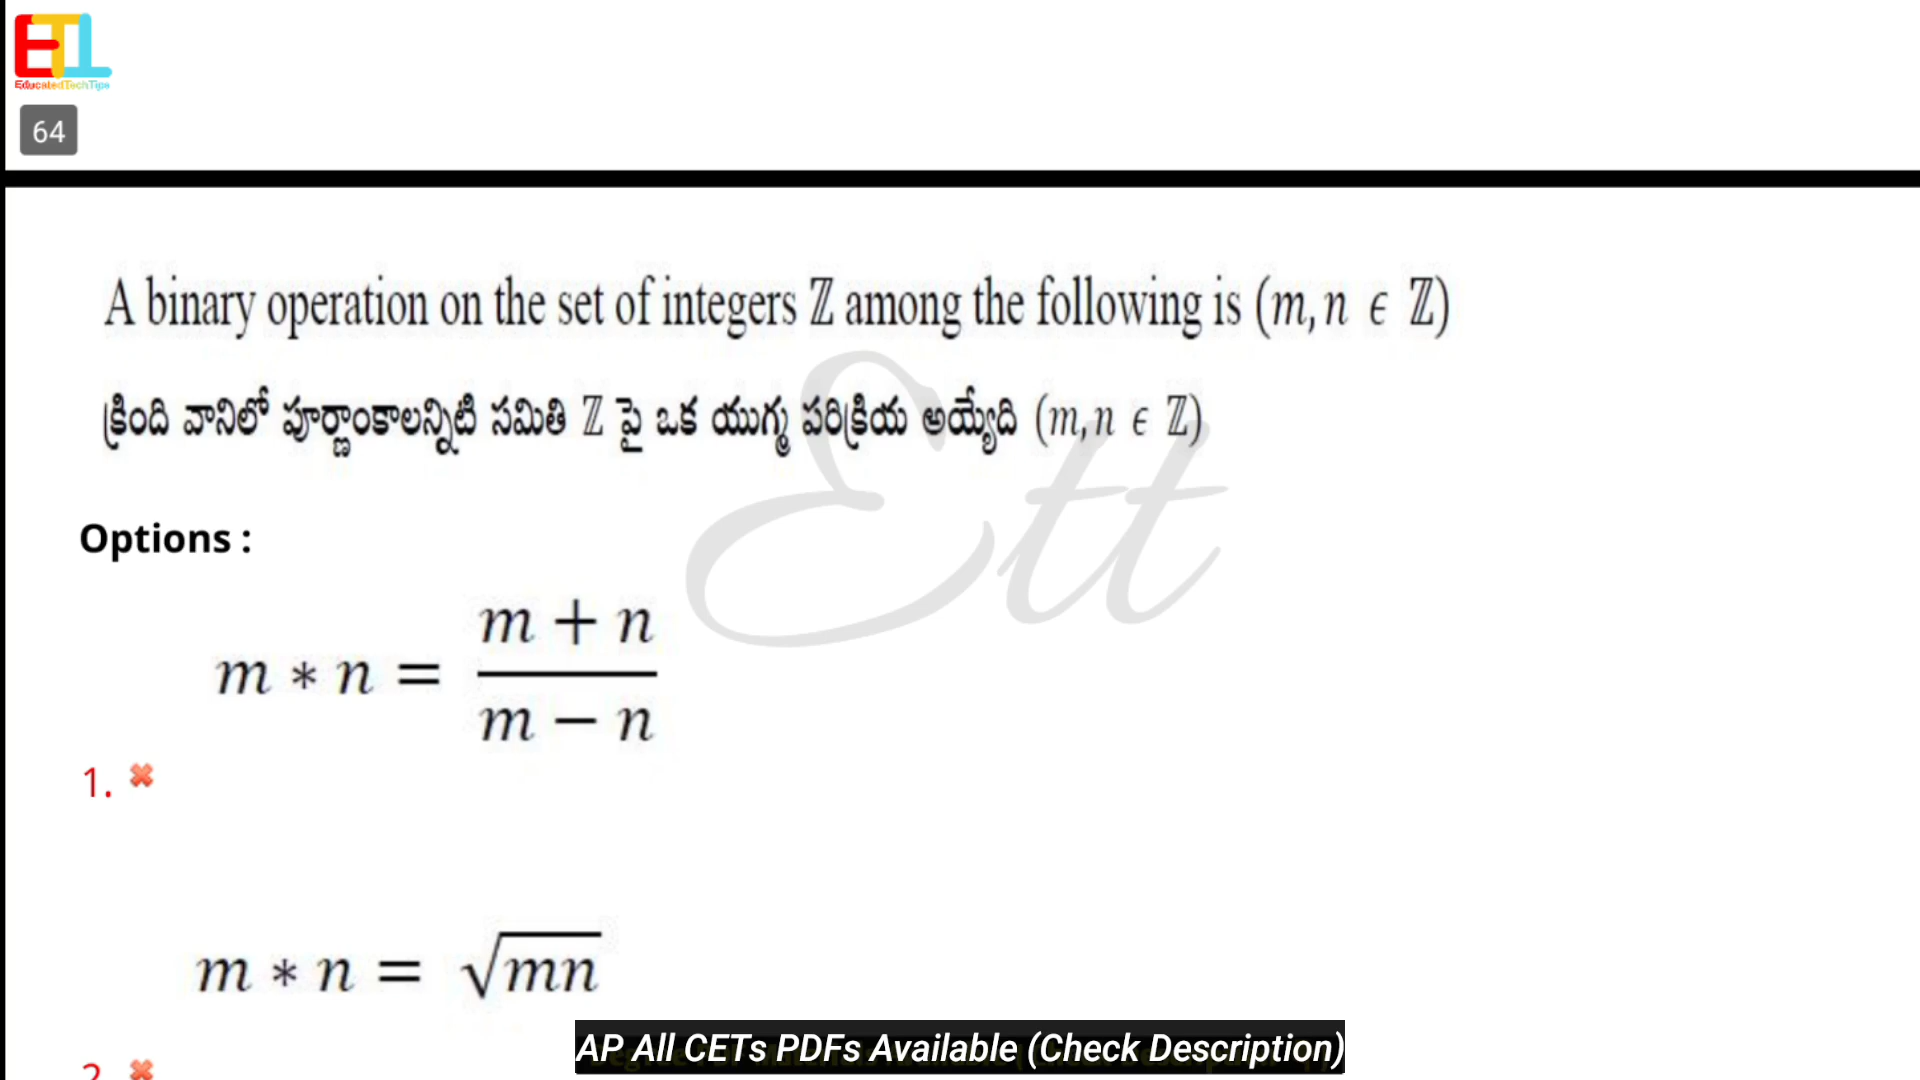 ETL
EducatedTechTips
64
A binary operation on the set of integers ℤ among the following is (m, n ϵ ℤ)
క్రింది వానిలో పూర్ణాంకాలన్నిటి సమితి ℤ పై ఒక యుగ్మ పరిక్రియ అయ్యేది (m, n ϵ ℤ)
Ett
Options :
m ∗ n = (m + n)/(m − n)
1. ✖
m ∗ n = √(mn)
2. ✖
AP All CETs PDFs Available (Check Description)